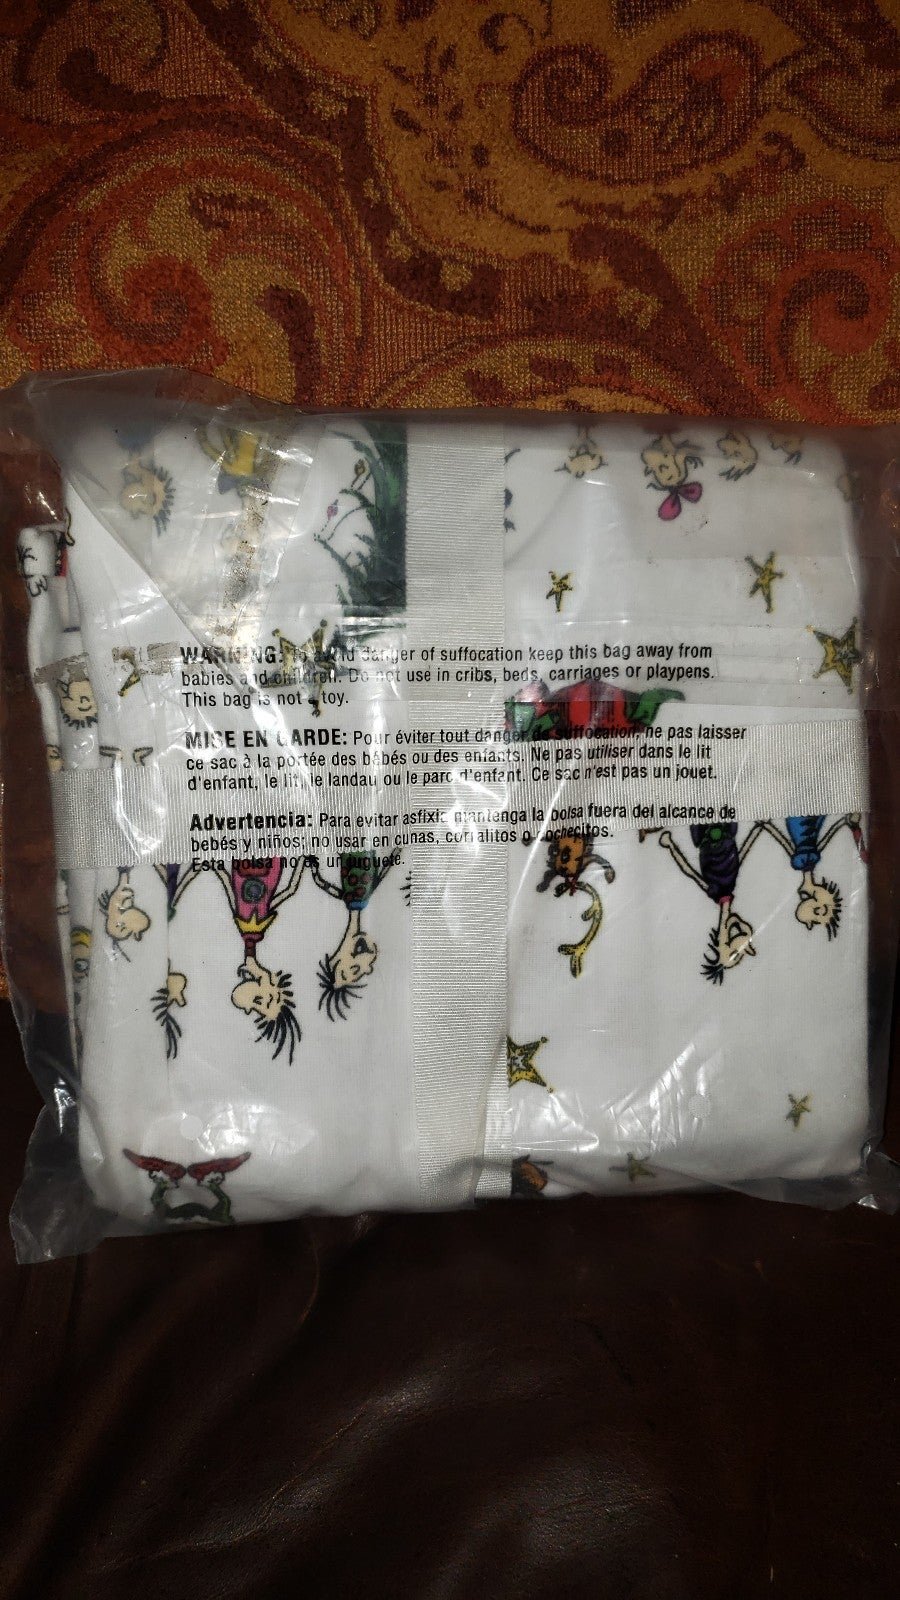 WARNING: To avoid danger of suffocation keep this bag away from
babies and children. Do not use in cribs, beds, carriages or playpens.
This bag is not a toy.
MISE EN GARDE: Pour éviter tout danger de suffocation, ne pas laisser
ce sac à la portée des bébés ou des enfants. Ne pas utiliser dans le lit
d'enfant, le lit, le landau ou le parc d'enfant. Ce sac n'est pas un jouet.
Advertencia: Para evitar asfixia mantenga la bolsa fuera del alcance de
bebés y niños; no usar en cunas, corralitos o cochecitos.
Esta bolsa no es un juguete.